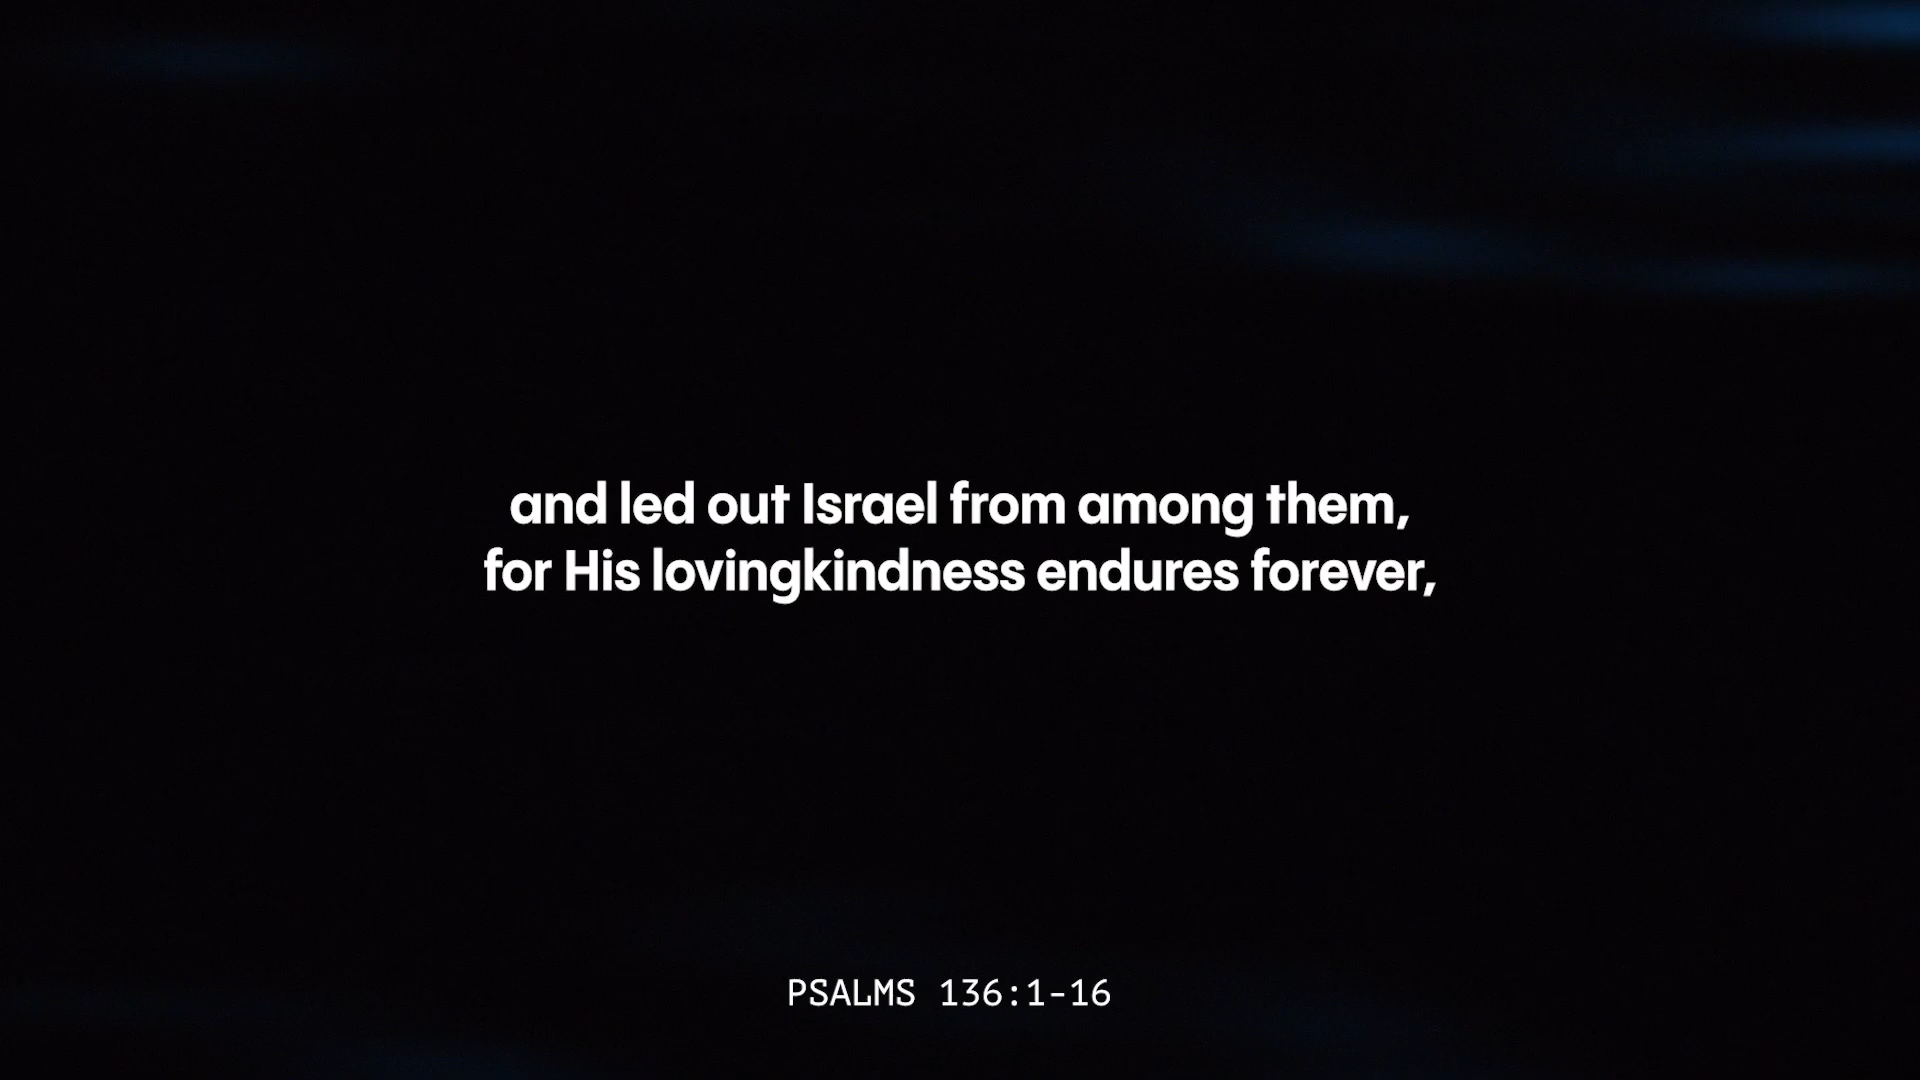 and led out Israel from among them,
for His lovingkindness endures forever,
PSALMS 136:1-16